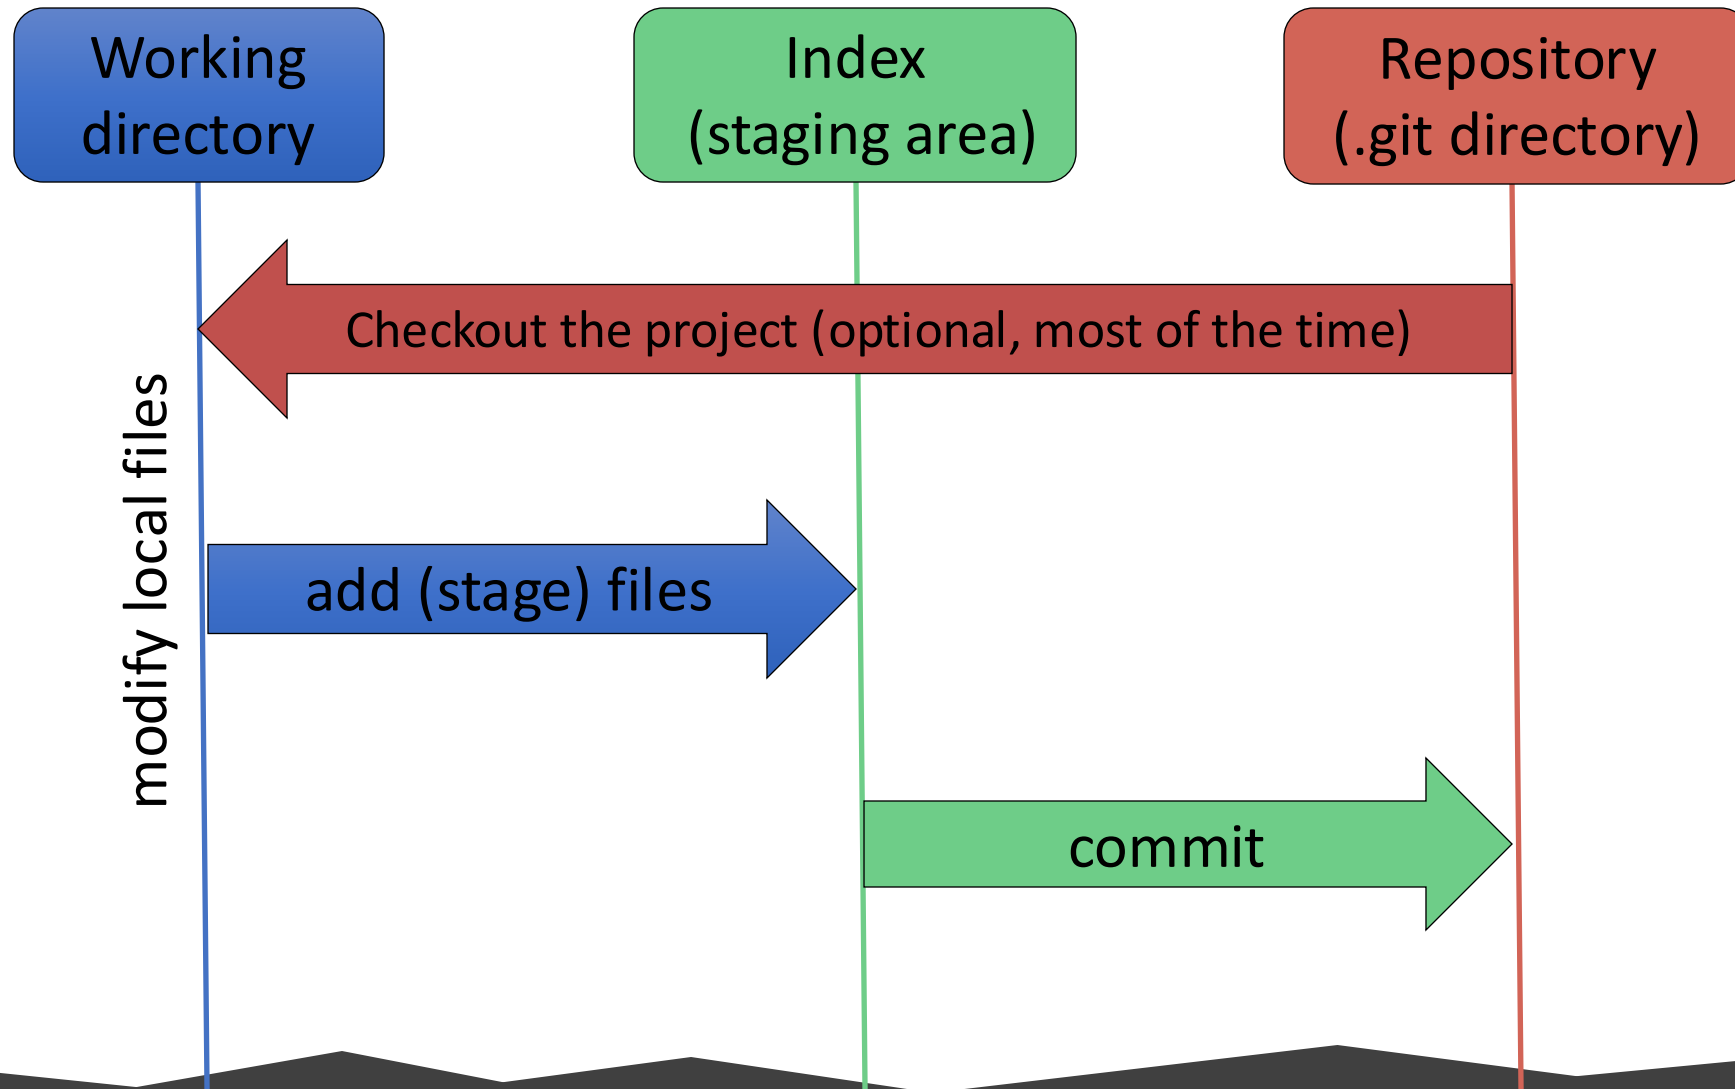 Working
directory
Index
(staging area)
Repository
(.git directory)
Checkout the project (optional, most of the time)
modify local files
add (stage) files
commit